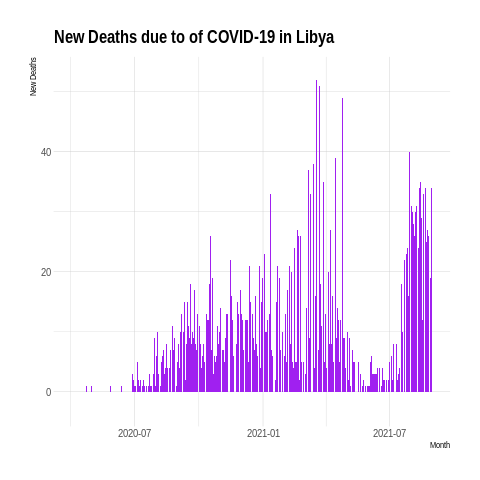 New Deaths due to of COVID-19 in Libya
New Deaths
40
20
0
2020-07
2021-01
2021-07
Month